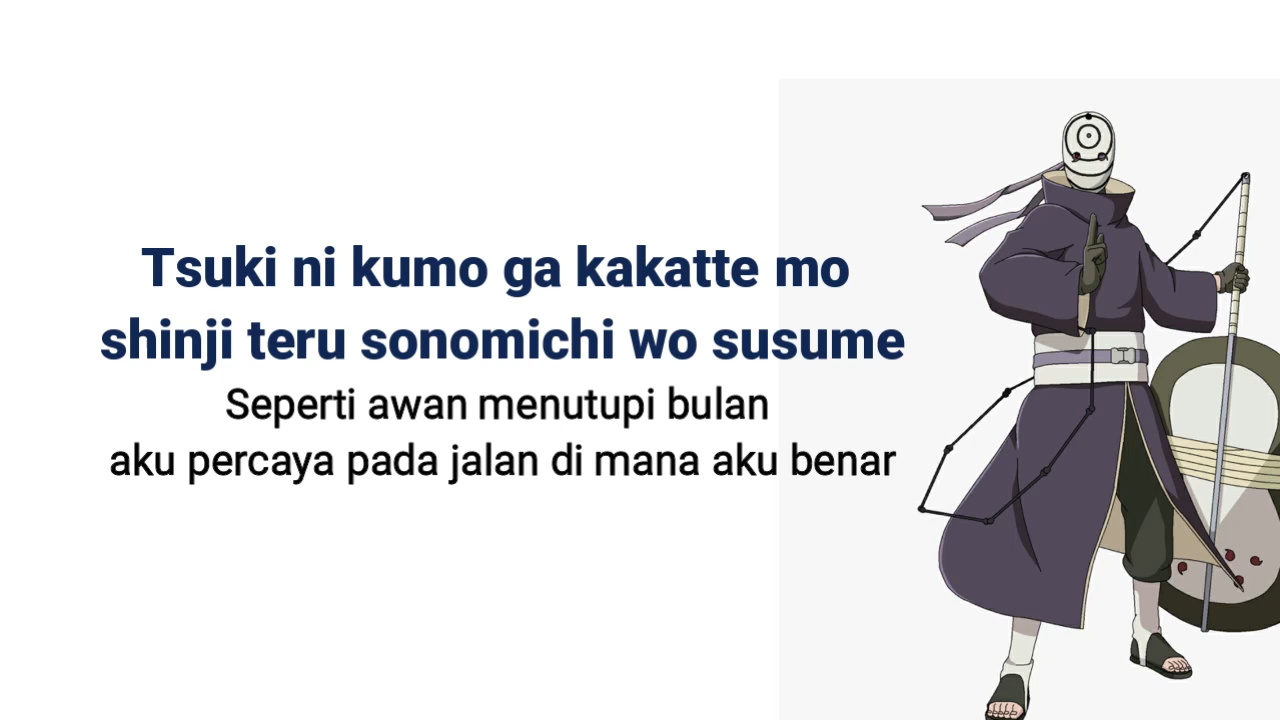 Tsuki ni kumo ga kakatte mo
shinji teru sonomichi wo susume
Seperti awan menutupi bulan
aku percaya pada jalan di mana aku benar